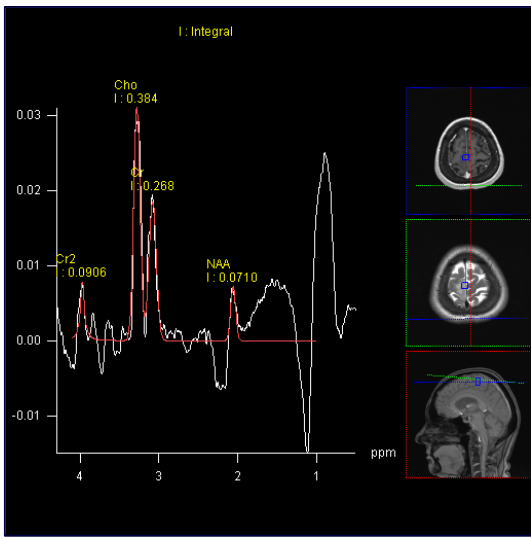 I : Integral
Cho
I : 0.384
Cr
I : 0.268
Cr2
I : 0.0906
NAA
I : 0.0710
0.03
0.02
0.01
0.00
-0.01
4
3
2
1
ppm